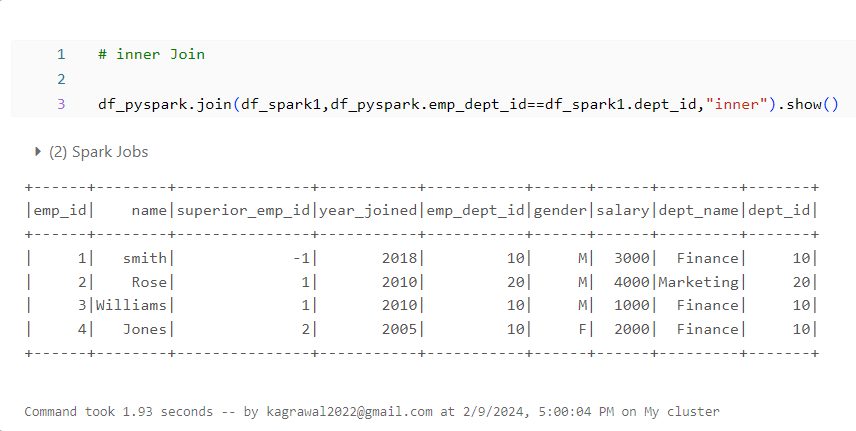 1 # inner Join
2
3 df_pyspark.join(df_spark1,df_pyspark.emp_dept_id==df_spark1.dept_id,"inner").show()
(2) Spark Jobs
+------+--------+---------------+-----------+-----------+------+------+---------+-------+
|emp_id|    name|superior_emp_id|year_joined|emp_dept_id|gender|salary|dept_name|dept_id|
+------+--------+---------------+-----------+-----------+------+------+---------+-------+
|     1|   smith|             -1|       2018|         10|     M|  3000|  Finance|     10|
|     2|    Rose|              1|       2010|         20|     M|  4000|Marketing|     20|
|     3|Williams|              1|       2010|         10|     M|  1000|  Finance|     10|
|     4|   Jones|              2|       2005|         10|     F|  2000|  Finance|     10|
+------+--------+---------------+-----------+-----------+------+------+---------+-------+
Command took 1.93 seconds -- by kagrawal2022@gmail.com at 2/9/2024, 5:00:04 PM on My cluster